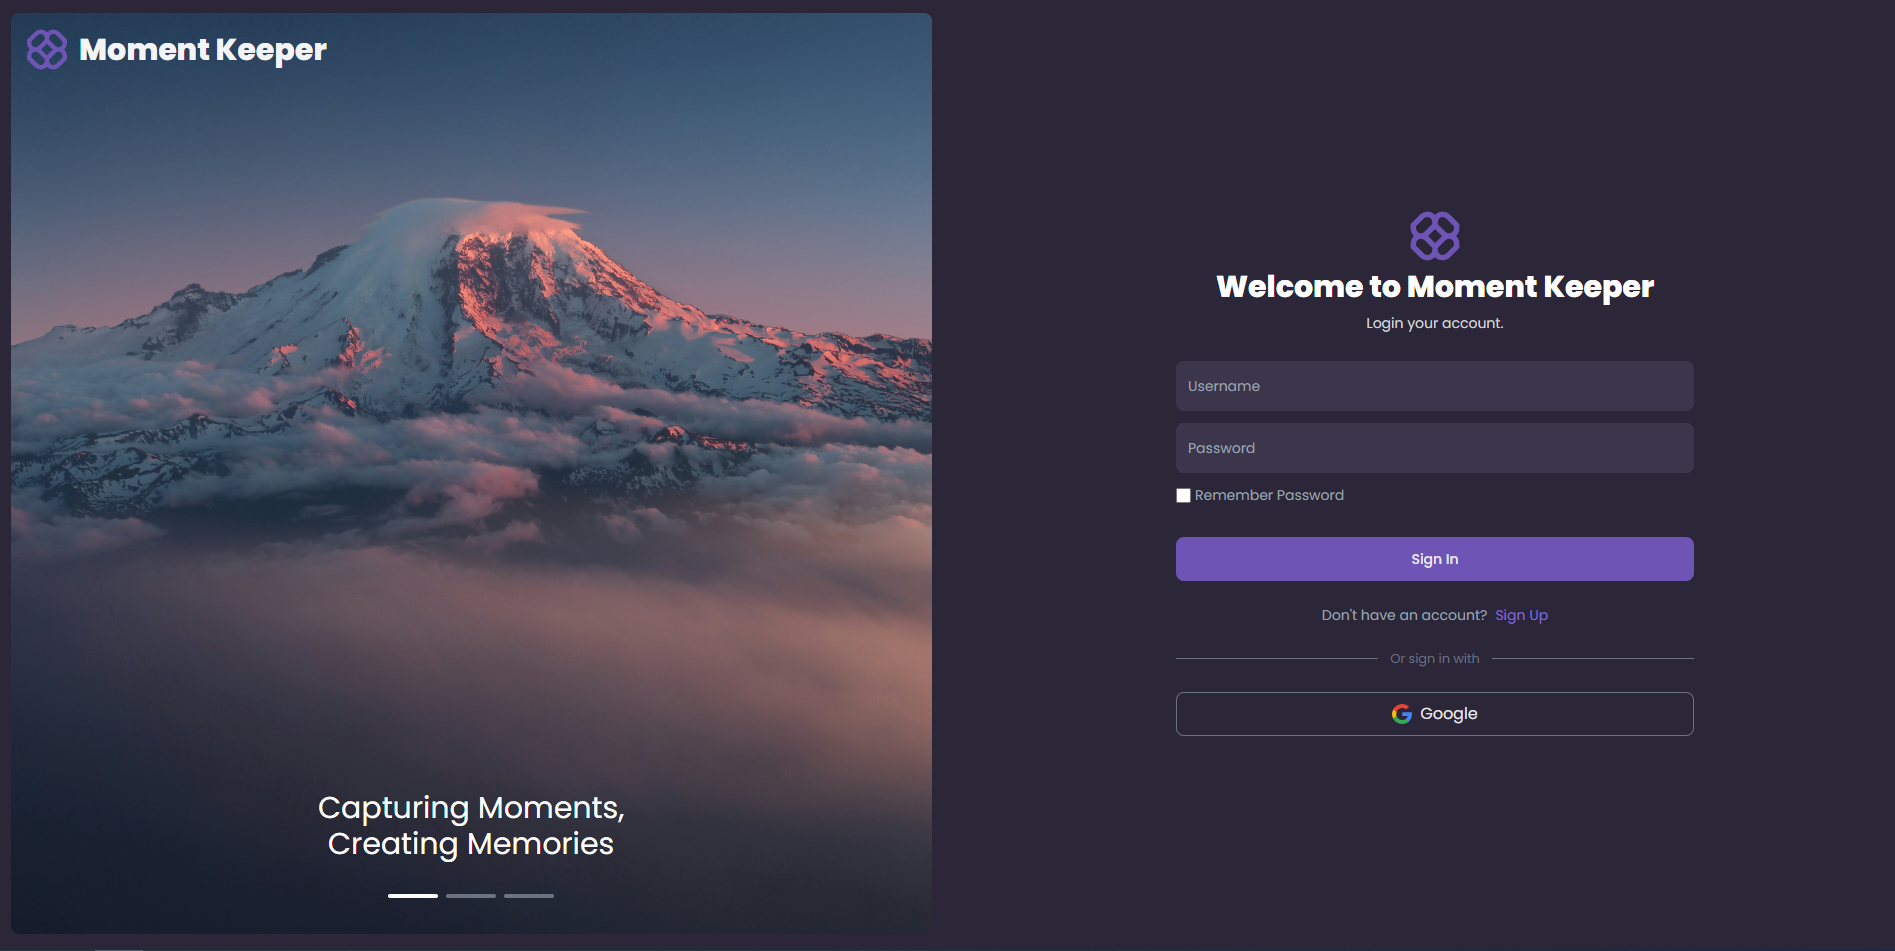 Moment Keeper
Capturing Moments,
Creating Memories
Welcome to Moment Keeper
Login your account.
Username
Password
Remember Password
Sign In
Don't have an account? Sign Up
Or sign in with
Google